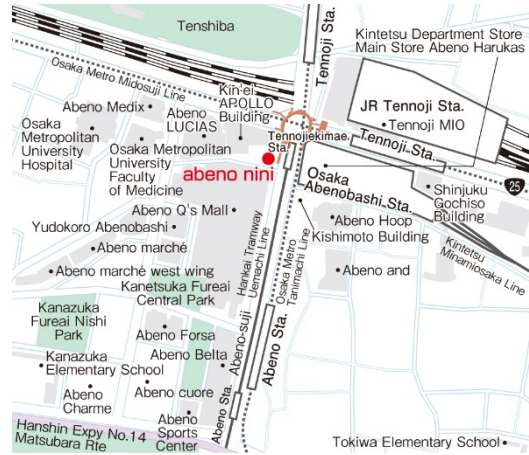 Tenshiba
Tennoji Sta.
Kintetsu Department Store
Main Store Abeno Harukas
Osaka Metro Midosuji Line
Abeno Medix
Abeno
LUCIAS
Kin'ei
APOLLO
Building
JR Tennoji Sta.
Tennoji MIO
Tennojiekimae.
Sta.
Tennoji Sta.
Osaka
Metropolitan
University
Hospital
Osaka Metropolitan
University
Faculty
of Medicine
abeno nini
Osaka
Abenobashi Sta.
25
Shinjuku
Gochiso
Building
Abeno Q's Mall
Yudokoro Abenobashi
Abeno Hoop
Kishimoto Building
Kintetsu
Minamiosaka Line
Abeno marché
Abeno marché west wing
Abeno and
Hankai Tramway
Uemachi Line
Osaka Metro
Tanimachi Line
Kanetsuka Fureai
Central Park
Kanazuka
Fureai Nishi
Park
Abeno Forsa
Abeno-suji
Abeno Sta.
Kanazuka
Elementary School
Abeno Belta
Abeno
Charme
Abeno cuore
Abeno Sta.
Abeno
Sports
Center
Hanshin Expy No.14
Matsubara Rte
Tokiwa Elementary School